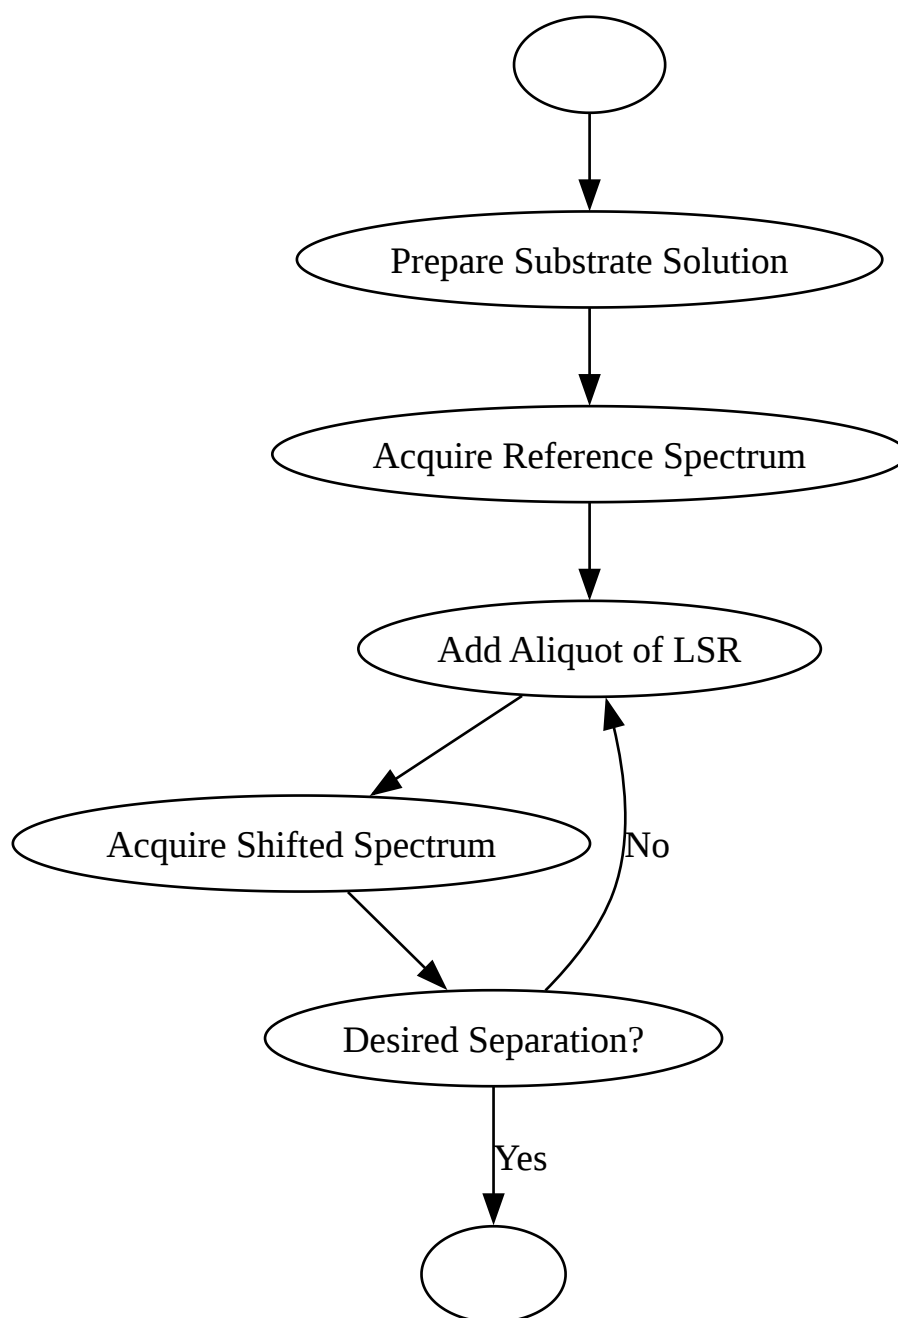 Prepare Substrate Solution
Acquire Reference Spectrum
Add Aliquot of LSR
Acquire Shifted Spectrum
No
Desired Separation?
Yes